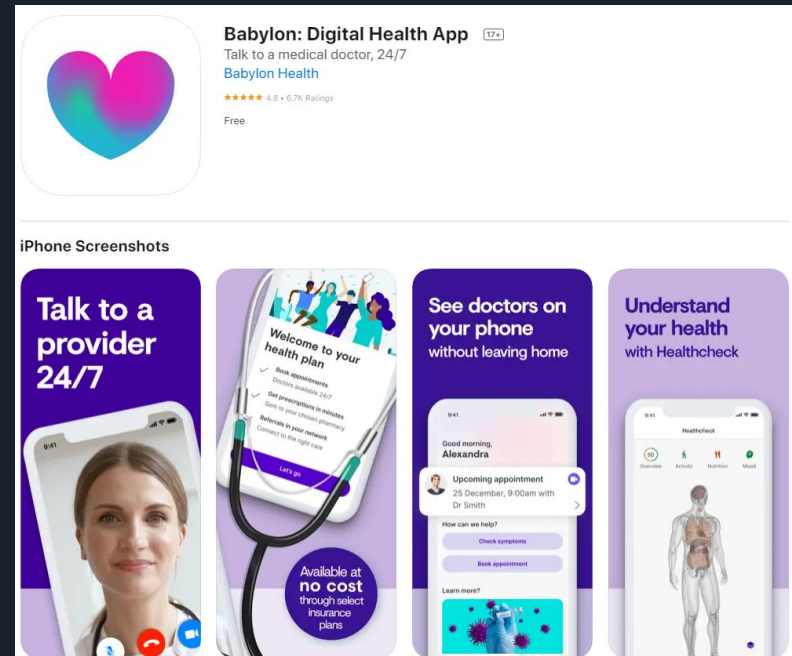 Babylon: Digital Health App 17+
Talk to a medical doctor, 24/7
Babylon Health
★★★★★ 4.8 • 6.7K Ratings
Free
iPhone Screenshots
Talk to a
provider
24/7
9:41
Welcome to your
health plan
Book appointments
Doctors available 24/7
Get prescriptions in minutes
Sent to your chosen pharmacy
Referrals in your network
Connect to the right care
Let's go
Available at
no cost
through select
insurance
plans
See doctors on
your phone
without leaving home
9:41
Good morning,
Alexandra
Upcoming appointment
25 December, 9:00am with
Dr Smith
How can we help?
Check symptoms
Book appointment
Learn more?
Understand
your health
with Healthcheck
9:41
Healthcheck
Overview Activity Nutrition Mood